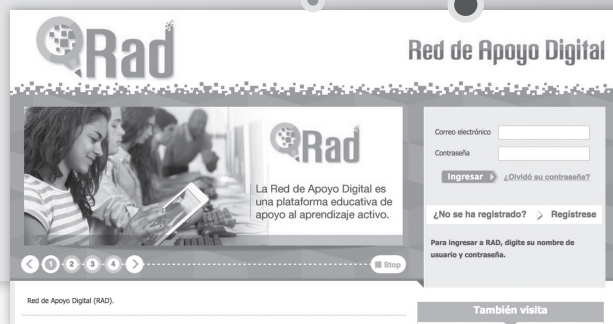 Rad
Red de Apoyo Digital
Rad
La Red de Apoyo Digital es
una plataforma educativa de
apoyo al aprendizaje activo.
1 2 3 4
Stop
Correo electrónico
Contraseña
Ingresar
¿Olvidó su contraseña?
¿No se ha registrado? Regístrese
Para ingresar a RAD, digite su nombre de
usuario y contraseña.
Red de Apoyo Digital (RAD).
También visita